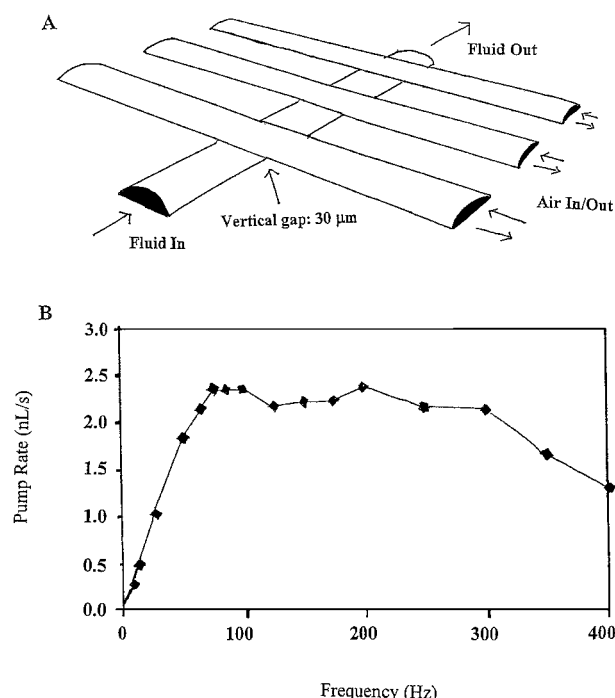 A
Fluid Out
Air In/Out
Vertical gap: 30 µm
Fluid In
B
3.0
2.5
2.0
1.5
1.0
0.5
0.0
0 100 200 300 400
Pump Rate (nL/s)
Frequency (Hz)